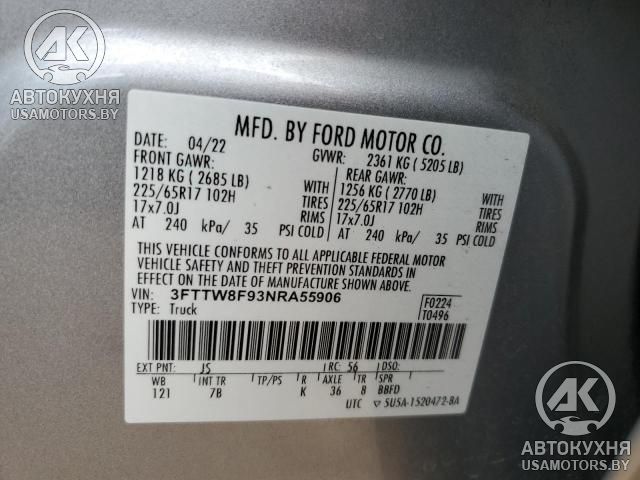 AK
АВТОКУХНЯ
USAMOTORS.BY
MFD. BY FORD MOTOR CO.
DATE: 04/22 GVWR: 2361 KG ( 5205 LB)
FRONT GAWR: REAR GAWR:
1218 KG ( 2685 LB) WITH 1256 KG ( 2770 LB) WITH
225/65R17 102H TIRES 225/65R17 102H TIRES
17x7.0J RIMS 17x7.0J RIMS
AT 240 kPa/ 35 PSI COLD AT 240 kPa/ 35 PSI COLD
THIS VEHICLE CONFORMS TO ALL APPLICABLE FEDERAL MOTOR
VEHICLE SAFETY AND THEFT PREVENTION STANDARDS IN
EFFECT ON THE DATE OF MANUFACTURE SHOWN ABOVE.
VIN: 3FTTW8F93NRA55906 F0224
TYPE: Truck T0496
EXT PNT: JS RC: 56 DSO:
WB INT TR TP/PS R AXLE TR SPR
121 7B K 36 8 BBFD
UTC 5U5A-1520472-BA
AK
АВТОКУХНЯ
USAMOTORS.BY